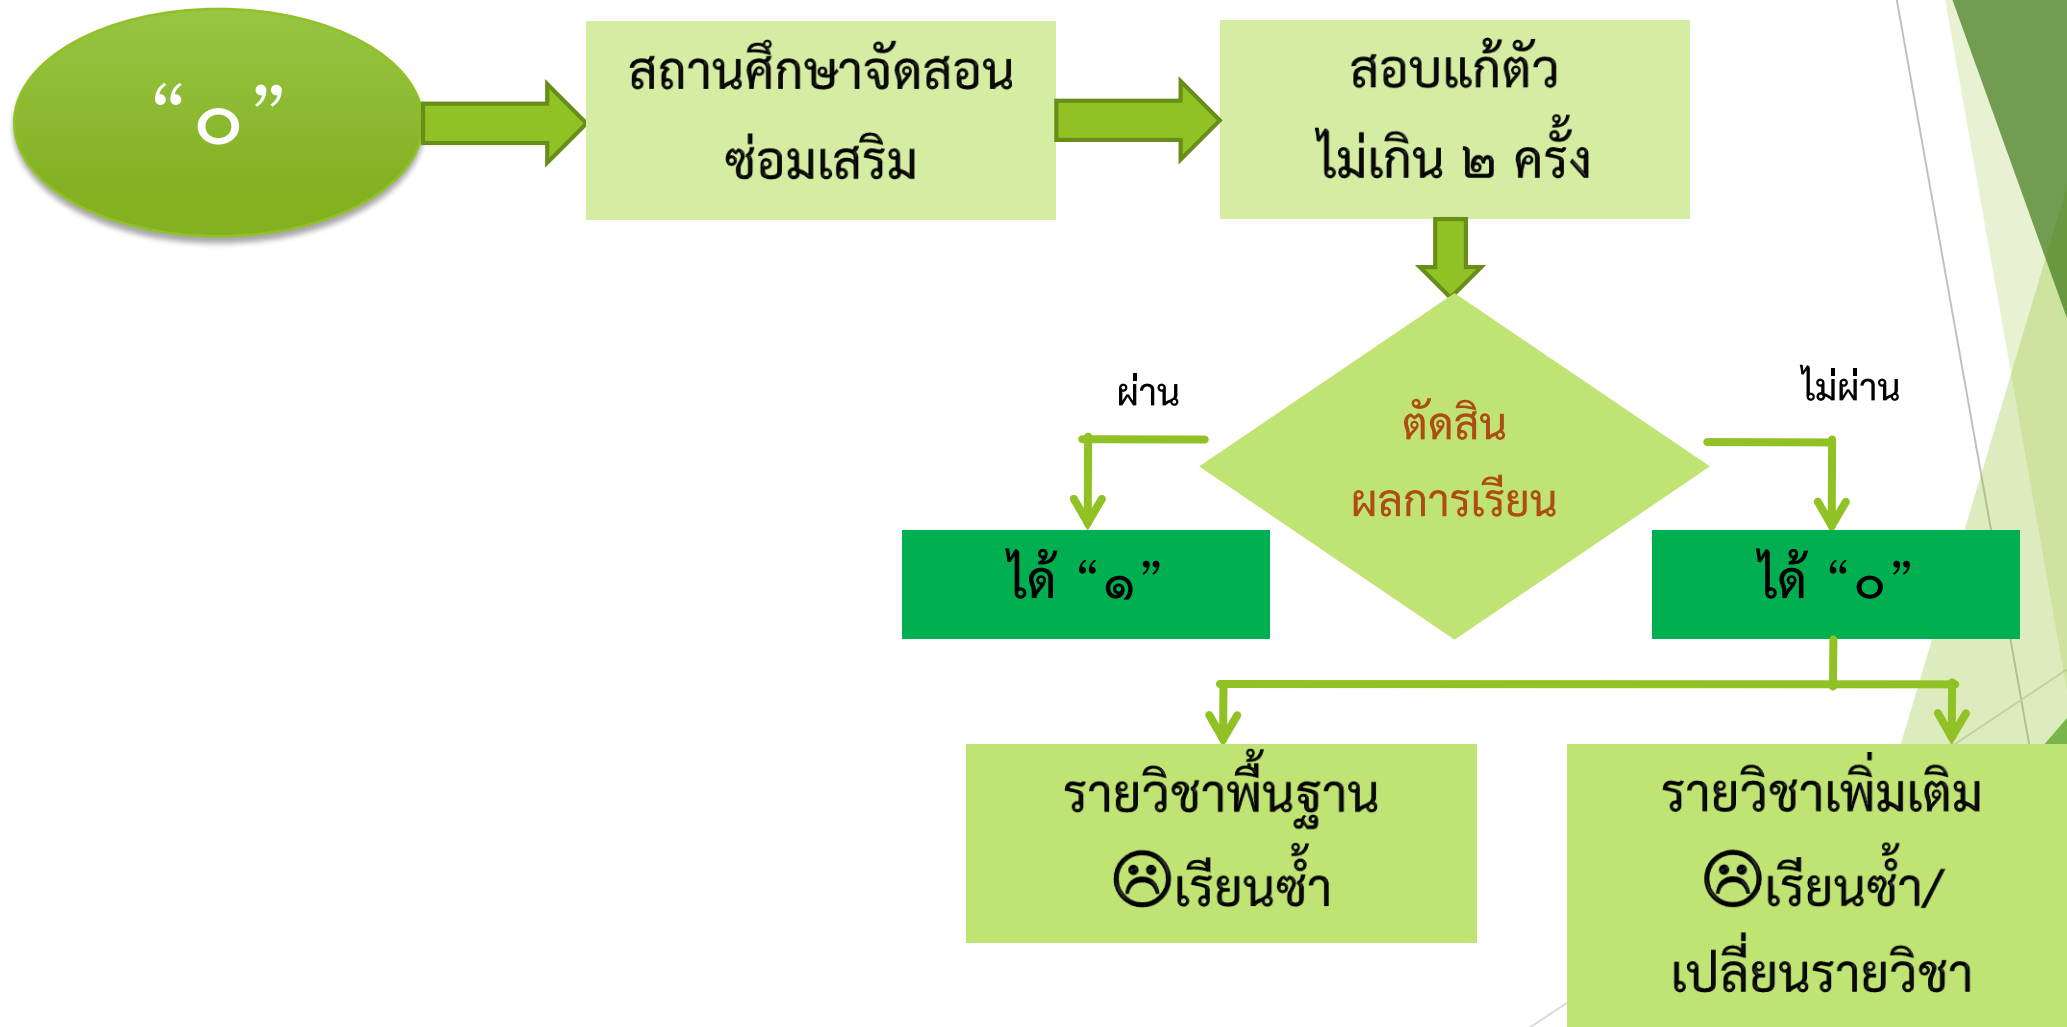 “๐”
สถานศึกษาจัดสอน
ซ่อมเสริม
สอบแก้ตัว
ไม่เกิน ๒ ครั้ง
ผ่าน
ไม่ผ่าน
ตัดสิน
ผลการเรียน
ได้ “๑”
ได้ “๐”
รายวิชาพื้นฐาน
☹เรียนซ้ำ
รายวิชาเพิ่มเติม
☹เรียนซ้ำ/
เปลี่ยนรายวิชา